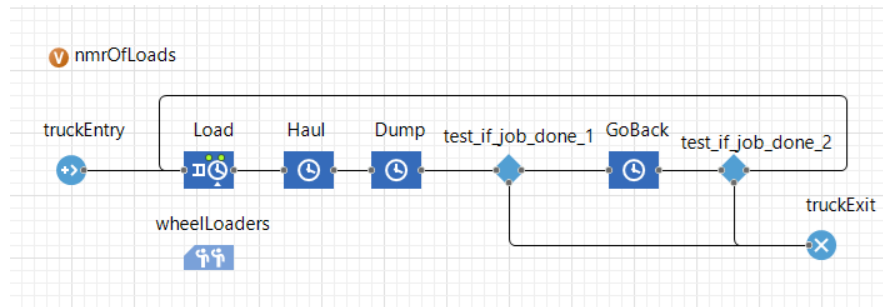 V nmrOfLoads
truckEntry
Load
Haul
Dump
test_if_job_done_1
GoBack
test_if_job_done_2
wheelLoaders
truckExit